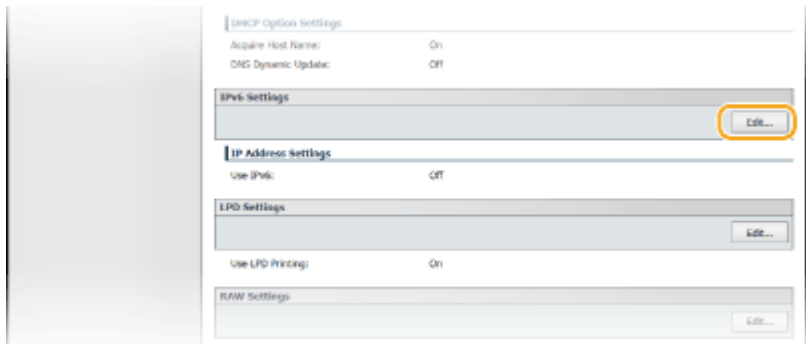 DHCP Option Settings
Acquire Host Name: On
DNS Dynamic Update: Off
IPv6 Settings
Edit...
IP Address Settings
Use IPv6: Off
LPD Settings
Edit...
Use LPD Printing: On
RAW Settings
Edit...